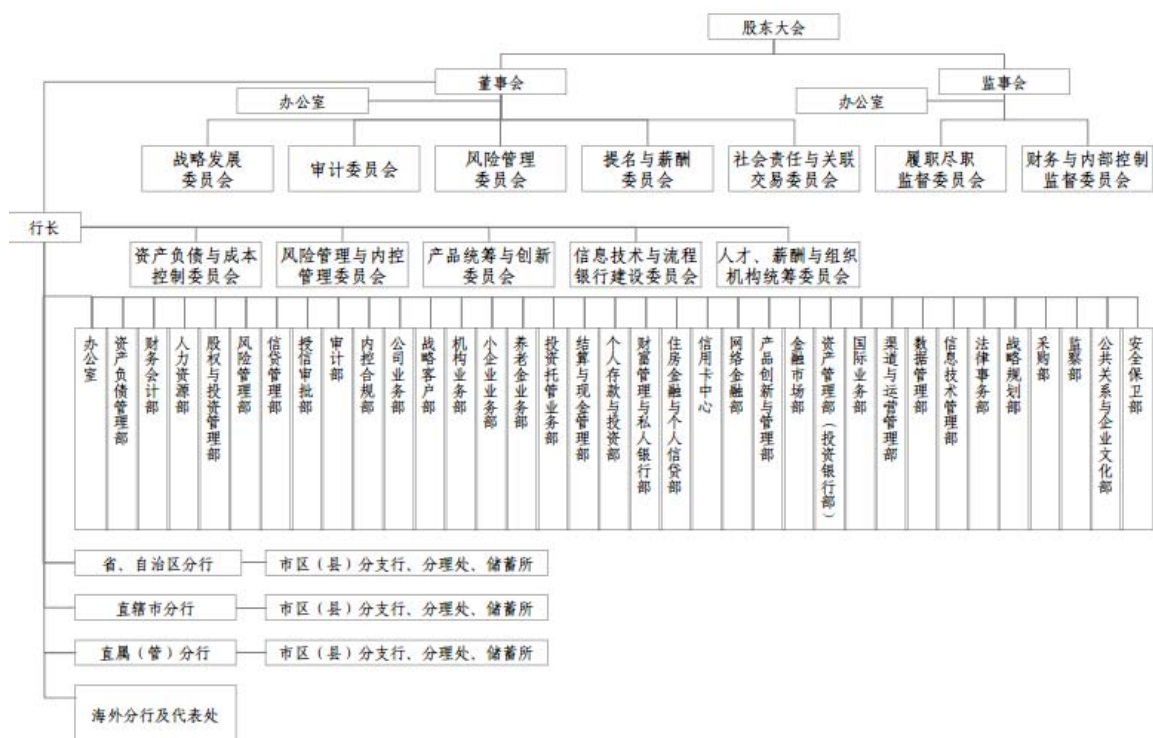 股东大会
董事会
监事会
办公室
办公室
战略发展
委员会
审计委员会
风险管理
委员会
提名与薪酬
委员会
社会责任与关联
交易委员会
履职尽职
监督委员会
财务与内部控制
监督委员会
行长
资产负债与成本
控制委员会
风险管理与内控
管理委员会
产品统筹与创新
委员会
信息技术与流程
银行建设委员会
人才、薪酬与组织
机构统筹委员会
办公室
资产负债管理部
财务会计部
人力资源部
股权与投资管理部
风险管理部
信贷管理部
授信审批部
审计部
内控合规部
公司业务部
战略客户部
机构业务部
小企业业务部
养老金业务部
投资托管业务部
结算与现金管理部
个人存款与投资部
财富管理与私人银行部
住房金融与个人信贷部
信用卡中心
网络金融部
产品创新与管理部
金融市场部
资产管理部（投资银行部）
国际业务部
渠道与运营管理部
数据管理部
信息技术管理部
法律事务部
战略规划部
采购部
监察部
公共关系与企业文化部
安全保卫部
省、自治区分行
市区（县）分支行、分理处、储蓄所
直辖市分行
市区（县）分支行、分理处、储蓄所
直属（管）分行
市区（县）分支行、分理处、储蓄所
海外分行及代表处